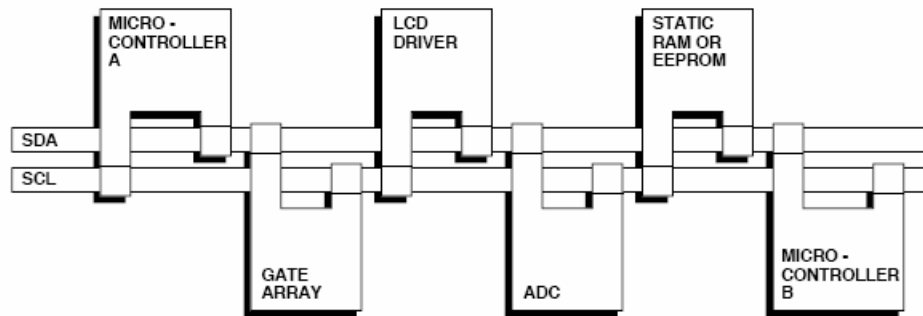 MICRO -
CONTROLLER
A
LCD
DRIVER
STATIC
RAM OR
EEPROM
SDA
SCL
GATE
ARRAY
ADC
MICRO -
CONTROLLER
B